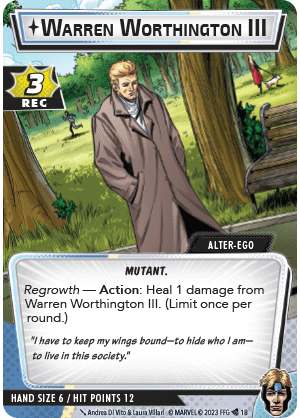 WARREN WORTHINGTON III
3
REC
ALTER-EGO
MUTANT.
Regrowth — Action: Heal 1 damage from
Warren Worthington III. (Limit once per
round.)
"I have to keep my wings bound—to hide who I am—
to live in this society."
HAND SIZE 6 / HIT POINTS 12
Andrea Di Vito & Laura Villari © MARVEL © 2023 FFG 1B